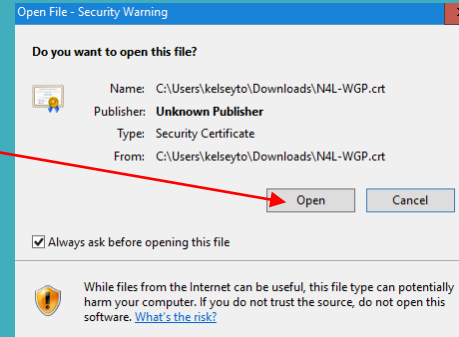 Open File - Security Warning
Do you want to open this file?
Name: C:\Users\kelseyto\Downloads\N4L-WGP.crt
Publisher: Unknown Publisher
Type: Security Certificate
From: C:\Users\kelseyto\Downloads\N4L-WGP.crt
Open Cancel
Always ask before opening this file
While files from the Internet can be useful, this file type can potentially
harm your computer. If you do not trust the source, do not open this
software. What's the risk?